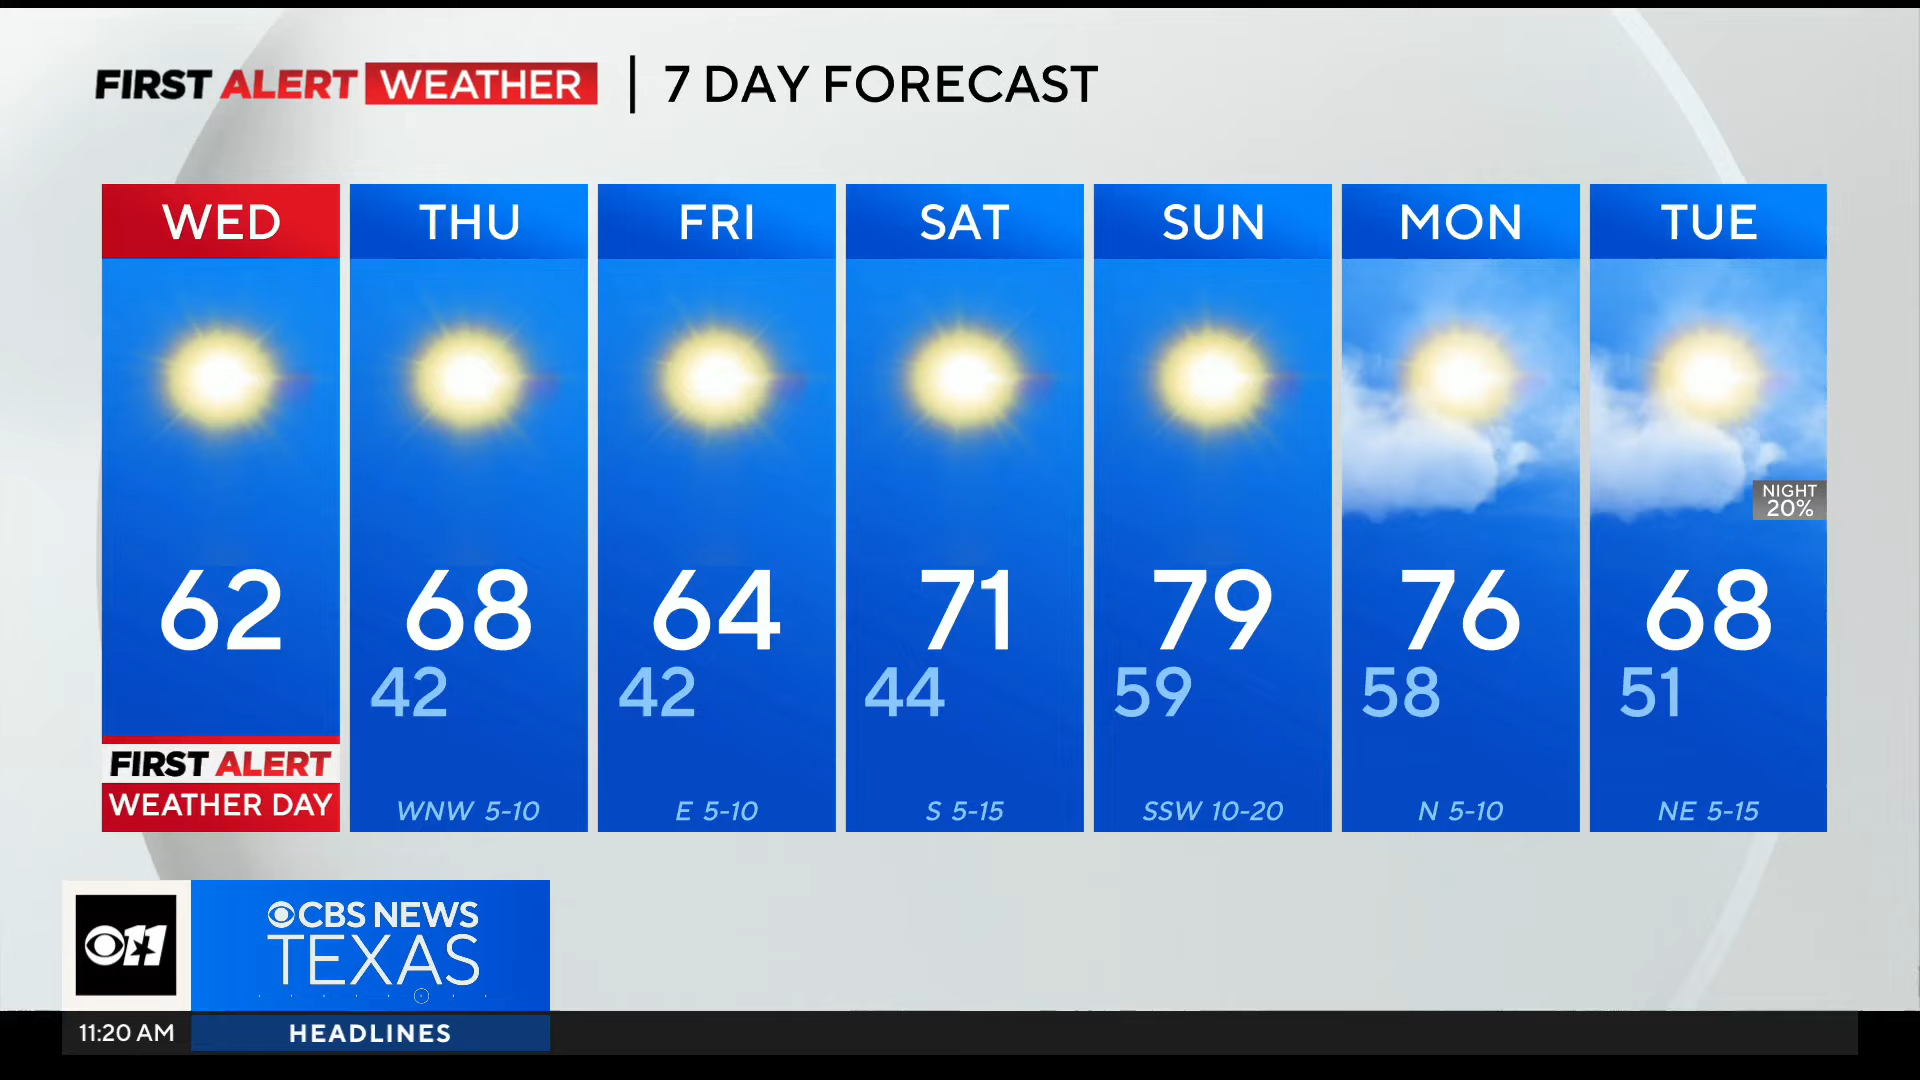 FIRST ALERT WEATHER | 7 DAY FORECAST
WED
62
FIRST ALERT
WEATHER DAY
THU
68
42
WNW 5-10
FRI
64
42
E 5-10
SAT
71
44
S 5-15
SUN
79
59
SSW 10-20
MON
76
58
N 5-10
TUE
NIGHT
20%
68
51
NE 5-15
11
CBS NEWS
TEXAS
11:20 AM
HEADLINES